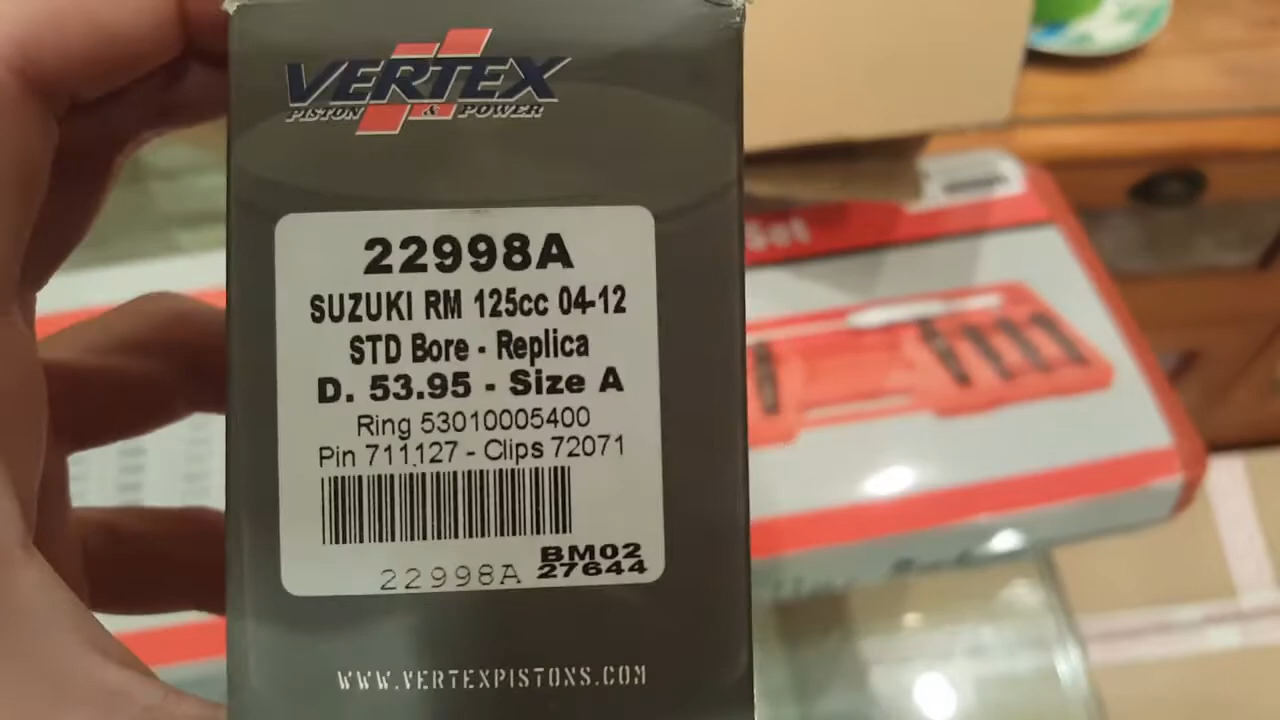 VERTEX
PISTON & POWER
22998A
SUZUKI RM 125cc 04-12
STD Bore - Replica
D. 53.95 - Size A
Ring 53010005400
Pin 711127 - Clips 72071
22998A
BM02
27644
WWW.VERTEXPISTONS.COM
Set